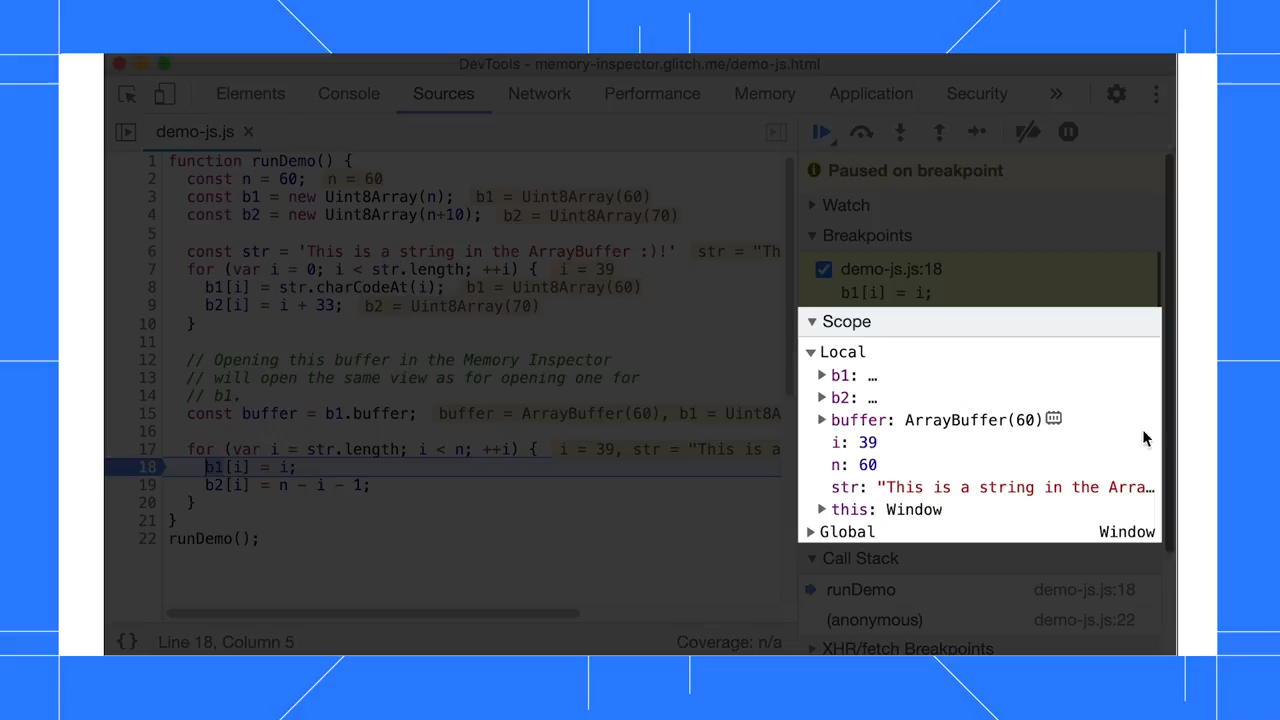 DevTools - memory-inspector.glitch.me/demo-js.html
Elements Console Sources Network Performance Memory Application Security »
demo-js.js ×
1 function runDemo() {
2 const n = 60; n = 60
3 const b1 = new Uint8Array(n); b1 = Uint8Array(60)
4 const b2 = new Uint8Array(n+10); b2 = Uint8Array(70)
5
6 const str = 'This is a string in the ArrayBuffer :)!' str = "Th
7 for (var i = 0; i < str.length; ++i) { i = 39
8 b1[i] = str.charCodeAt(i); b1 = Uint8Array(60)
9 b2[i] = i + 33; b2 = Uint8Array(70)
10 }
11
12 // Opening this buffer in the Memory Inspector
13 // will open the same view as for opening one for
14 // b1.
15 const buffer = b1.buffer; buffer = ArrayBuffer(60), b1 = Uint8A
16
17 for (var i = str.length; i < n; ++i) { i = 39, str = "This is a
18 b1[i] = i;
19 b2[i] = n - i - 1;
20 }
21 }
22 runDemo();
{} Line 18, Column 5 Coverage: n/a
Paused on breakpoint
Watch
Breakpoints
demo-js.js:18
b1[i] = i;
Scope
Local
b1: …
b2: …
buffer: ArrayBuffer(60)
i: 39
n: 60
str: "This is a string in the Arra…
this: Window
Global Window
Call Stack
runDemo demo-js.js:18
(anonymous) demo-js.js:22
XHR/fetch Breakpoints